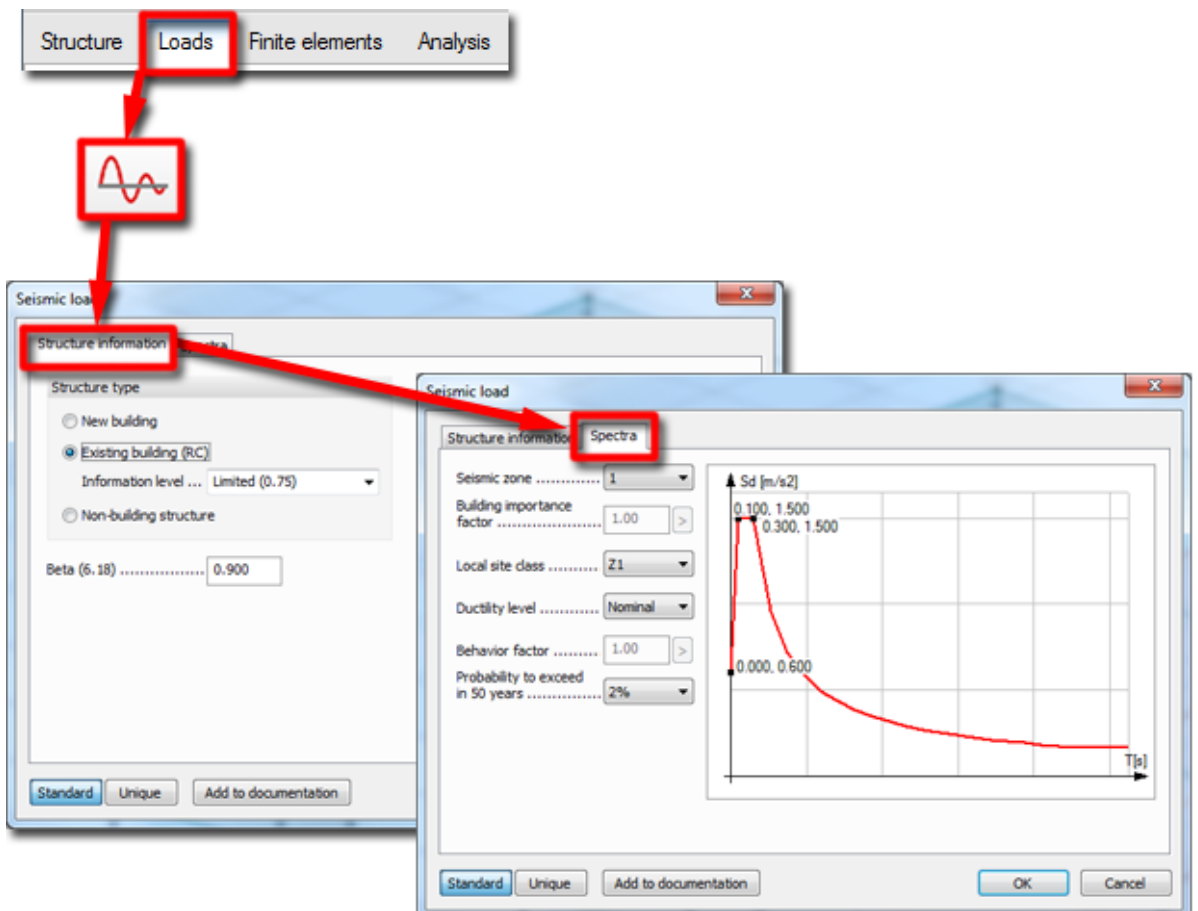 Structure Loads Finite elements Analysis
Seismic load
Structure information
Structure type
New building
Existing building (RC)
Information level ... Limited (0.75)
Non-building structure
Beta (6.18) .................. 0.900
Standard Unique Add to documentation
Seismic load
Structure information Spectra
Seismic zone ............. 1
Building importance
factor ...................... 1.00 >
Local site class .......... Z1
Ductility level ............. Nominal
Behavior factor ......... 1.00 >
Probability to exceed
in 50 years ................ 2%
Sd [m/s2]
0.100, 1.500
0.300, 1.500
0.000, 0.600
T[s]
Standard Unique Add to documentation OK Cancel